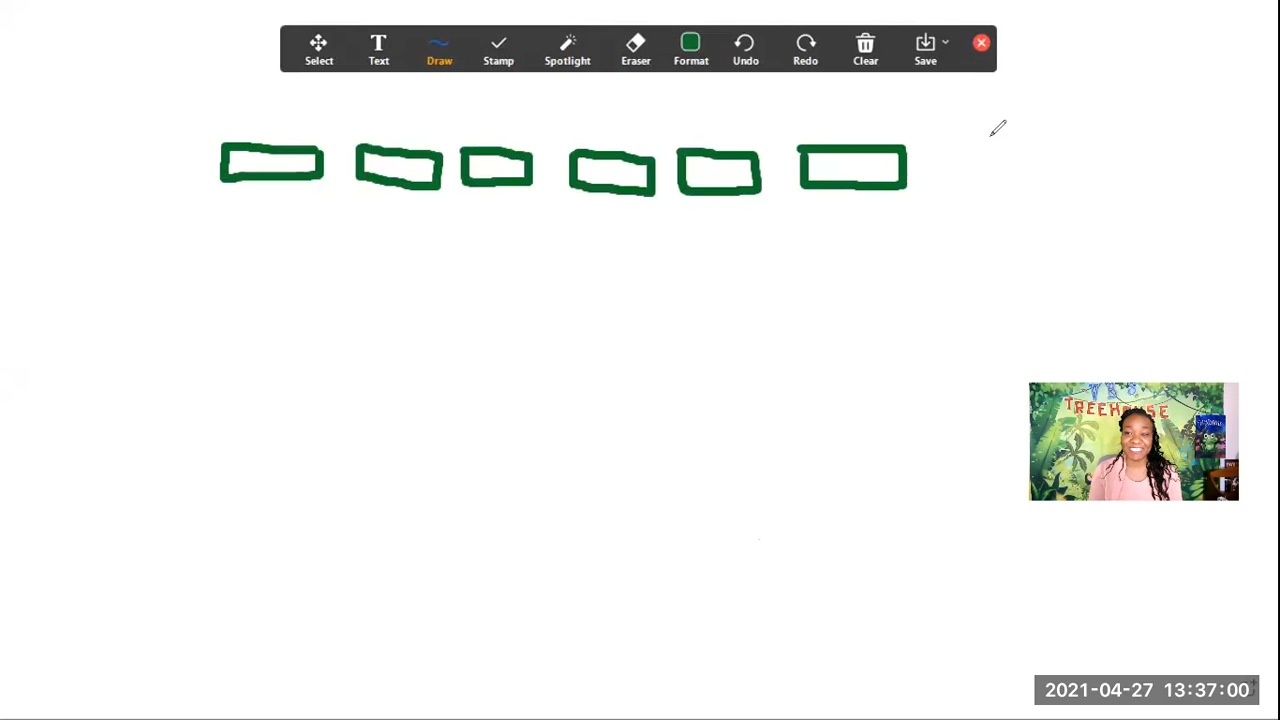 Select Text Draw Stamp Spotlight Eraser Format Undo Redo Clear Save
TREEHOUSE
2021-04-27 13:37:00